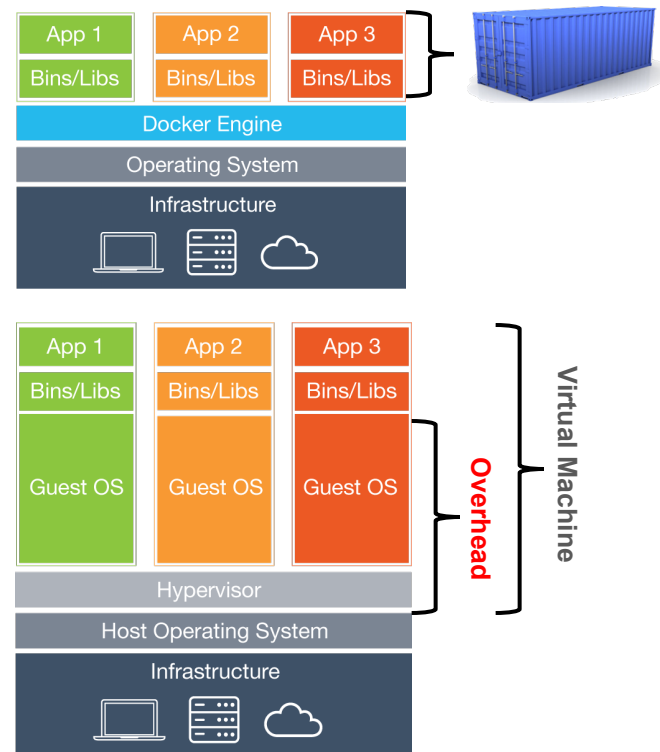 App 1
App 2
App 3
Bins/Libs
Bins/Libs
Bins/Libs
Docker Engine
Operating System
Infrastructure
App 1
App 2
App 3
Bins/Libs
Bins/Libs
Bins/Libs
Guest OS
Guest OS
Guest OS
Overhead
Virtual Machine
Hypervisor
Host Operating System
Infrastructure